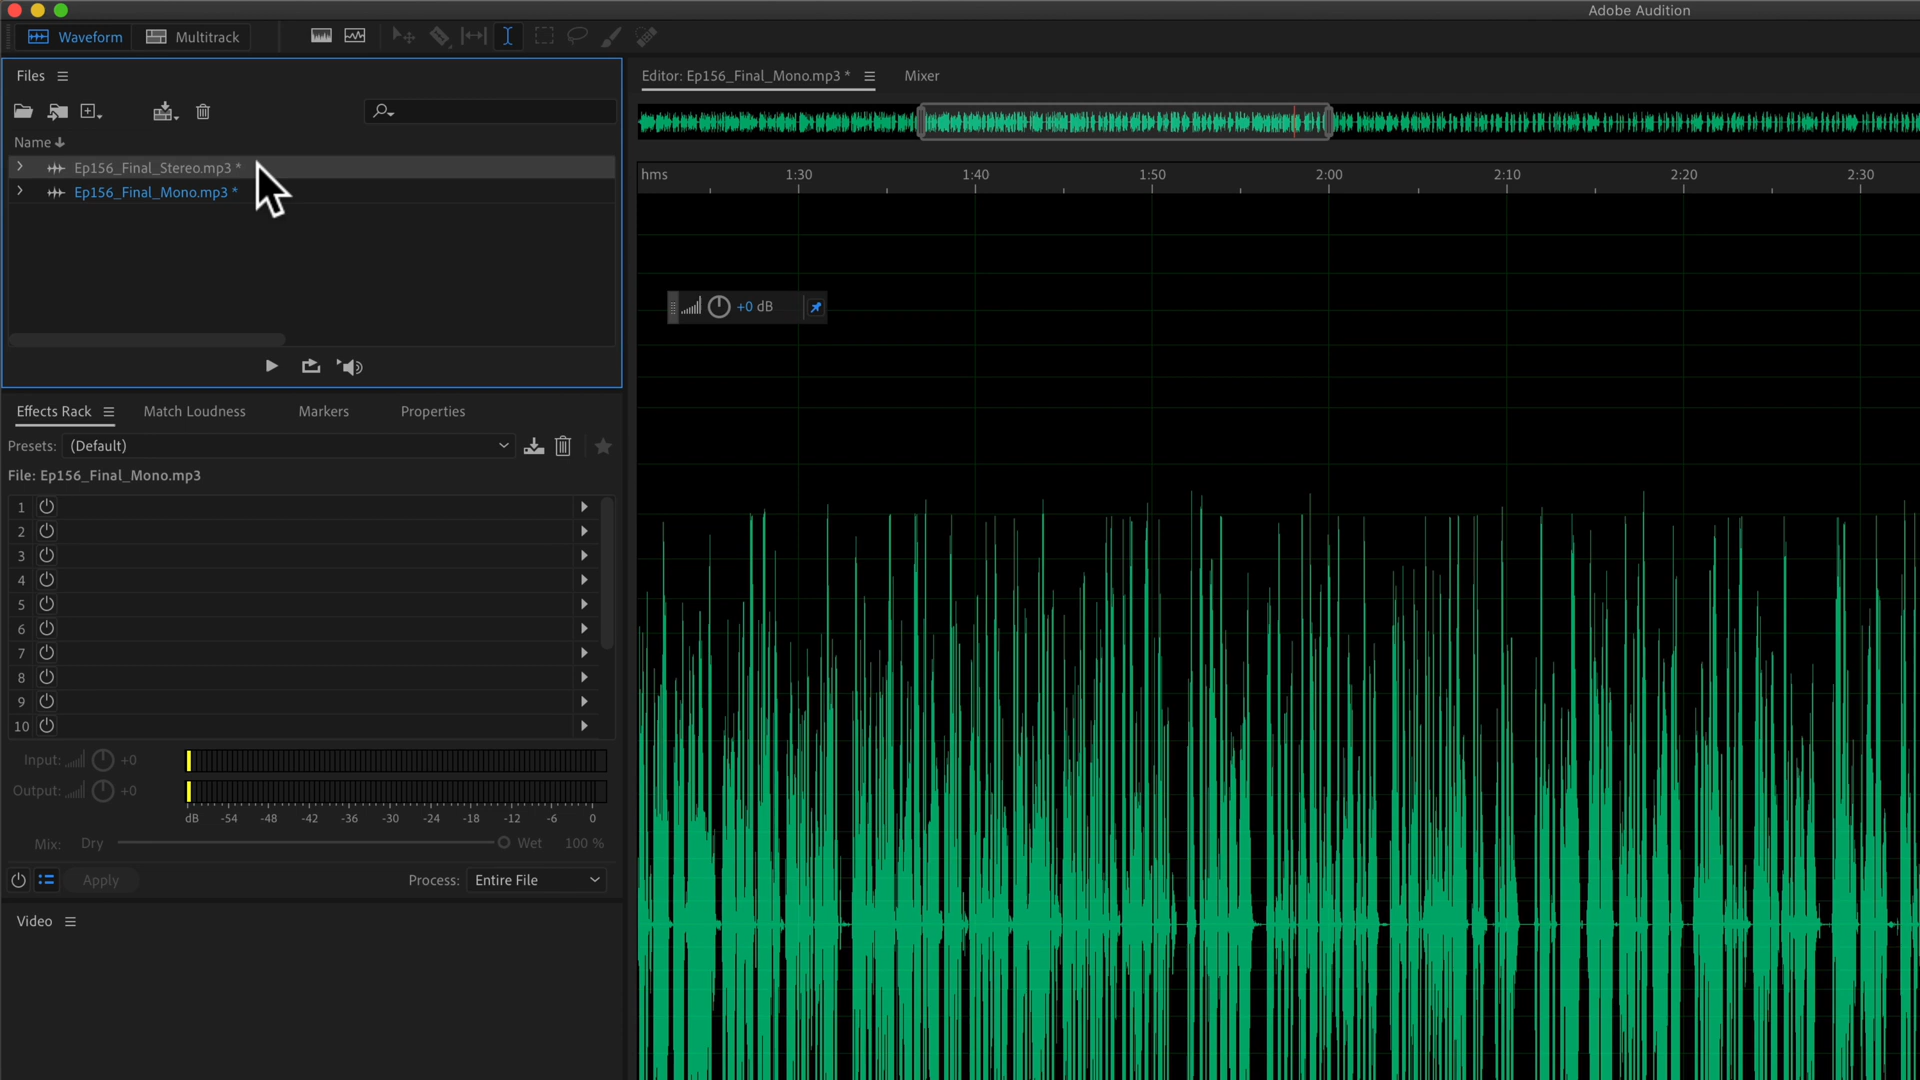 Adobe Audition
Waveform
Multitrack
Files
Name
Ep156_Final_Stereo.mp3 *
Ep156_Final_Mono.mp3 *
Effects Rack
Match Loudness
Markers
Properties
Presets:
(Default)
File: Ep156_Final_Mono.mp3
1
2
3
4
5
6
7
8
9
10
Input:
+0
Output:
+0
dB -54 -48 -42 -36 -30 -24 -18 -12 -6 0
Mix:
Dry
Wet
100 %
Apply
Process:
Entire File
Video
Editor: Ep156_Final_Mono.mp3 *
Mixer
hms
1:30 1:40 1:50 2:00 2:10 2:20 2:30
+0 dB